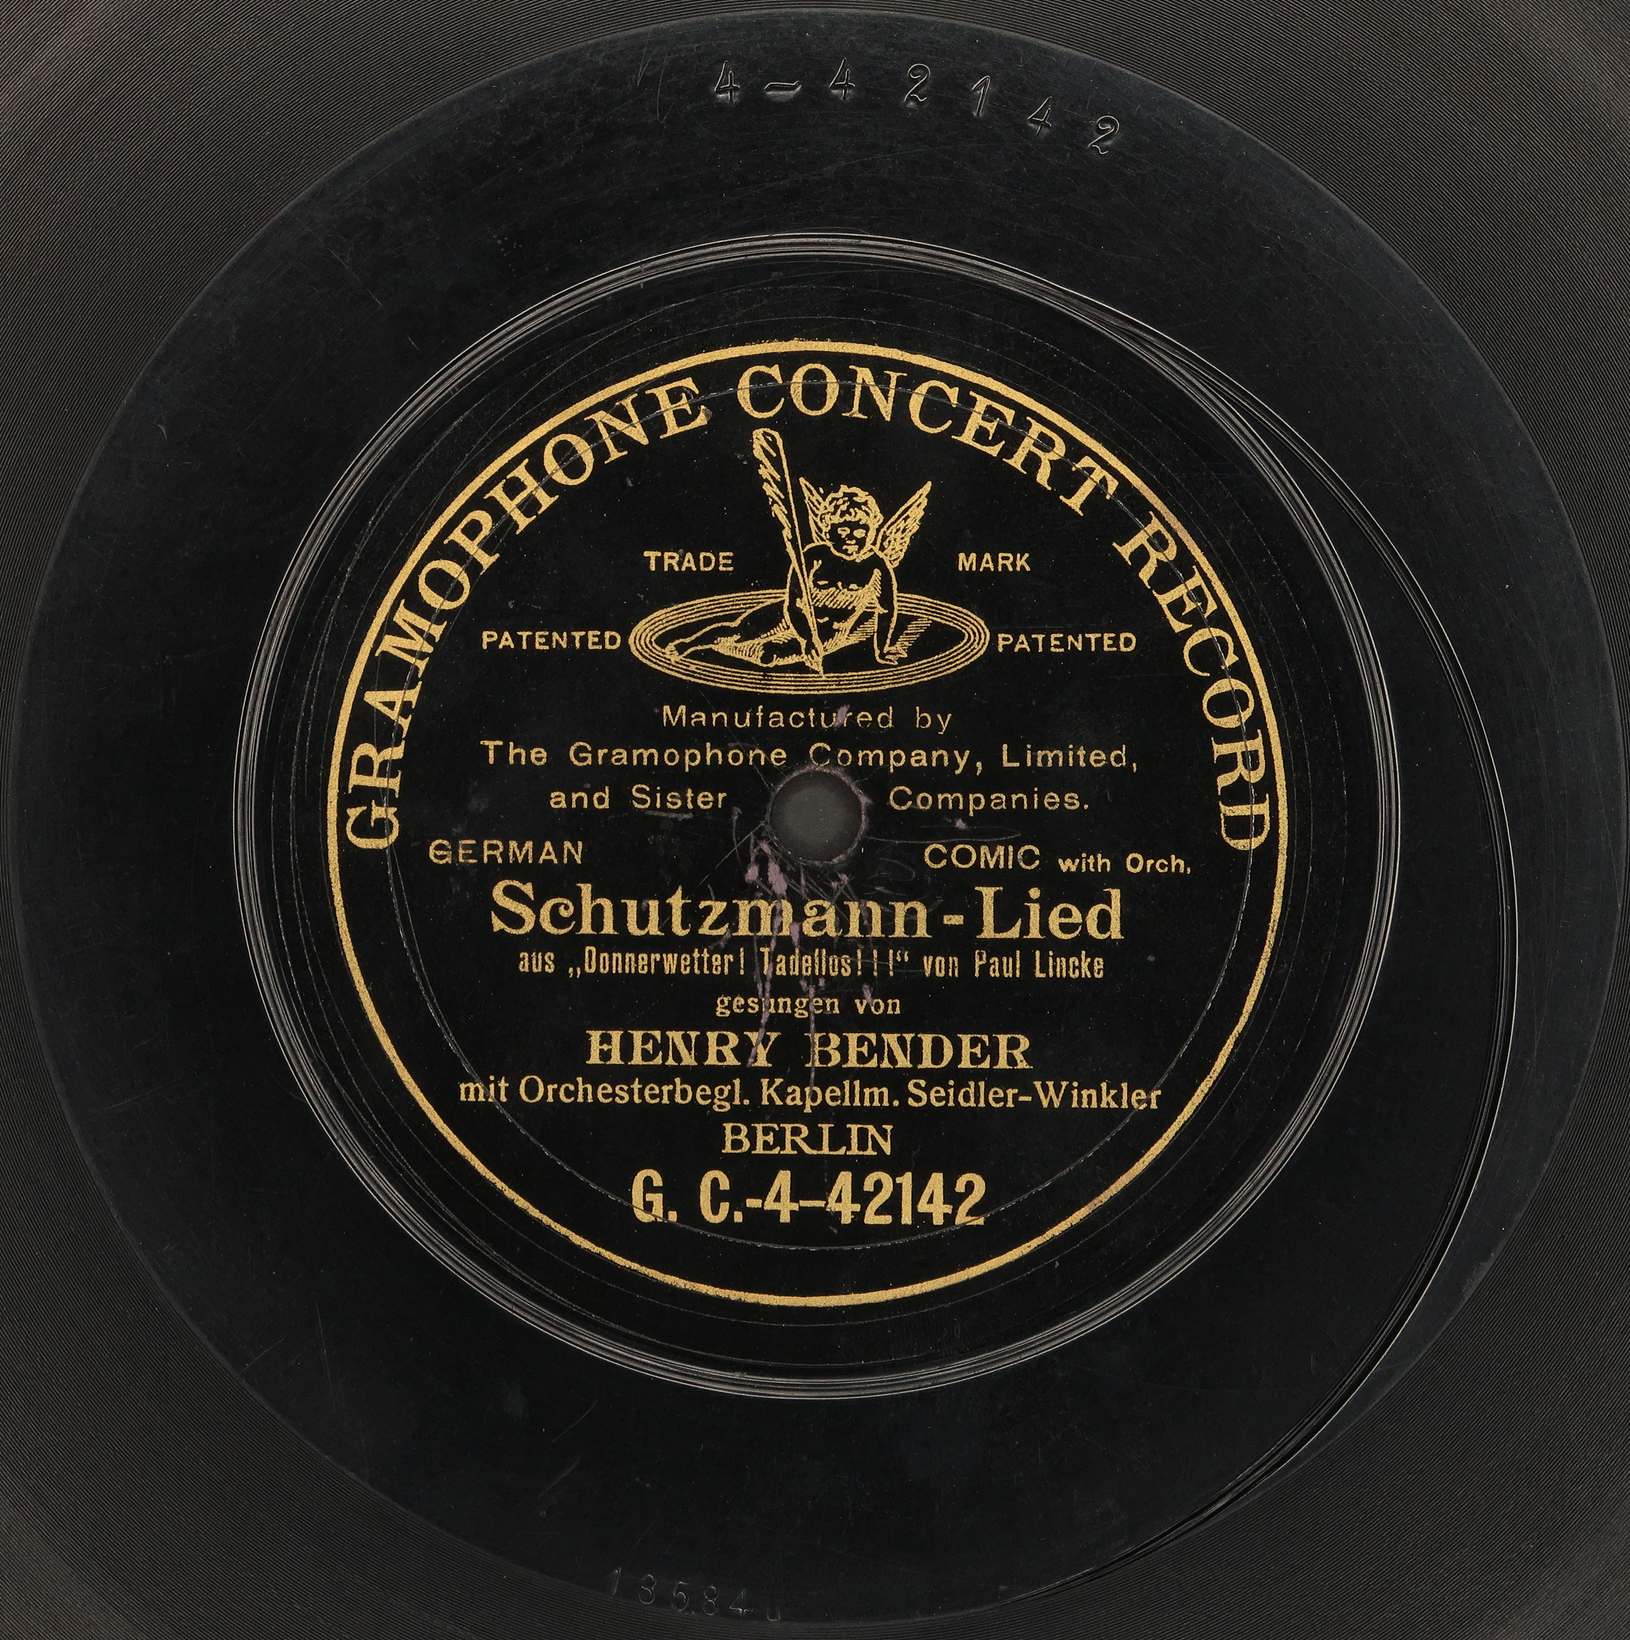 4-42142
GRAMOPHONE CONCERT RECORD
TRADE MARK
PATENTED PATENTED
Manufactured by
The Gramophone Company, Limited,
and Sister Companies.
GERMAN COMIC with Orch.
Schutzmann-Lied
aus „Donnerwetter! Tadellos!!!“ von Paul Lincke
gesungen von
HENRY BENDER
mit Orchesterbegl. Kapellm. Seidler-Winkler
BERLIN
G. C.-4-42142
13584u